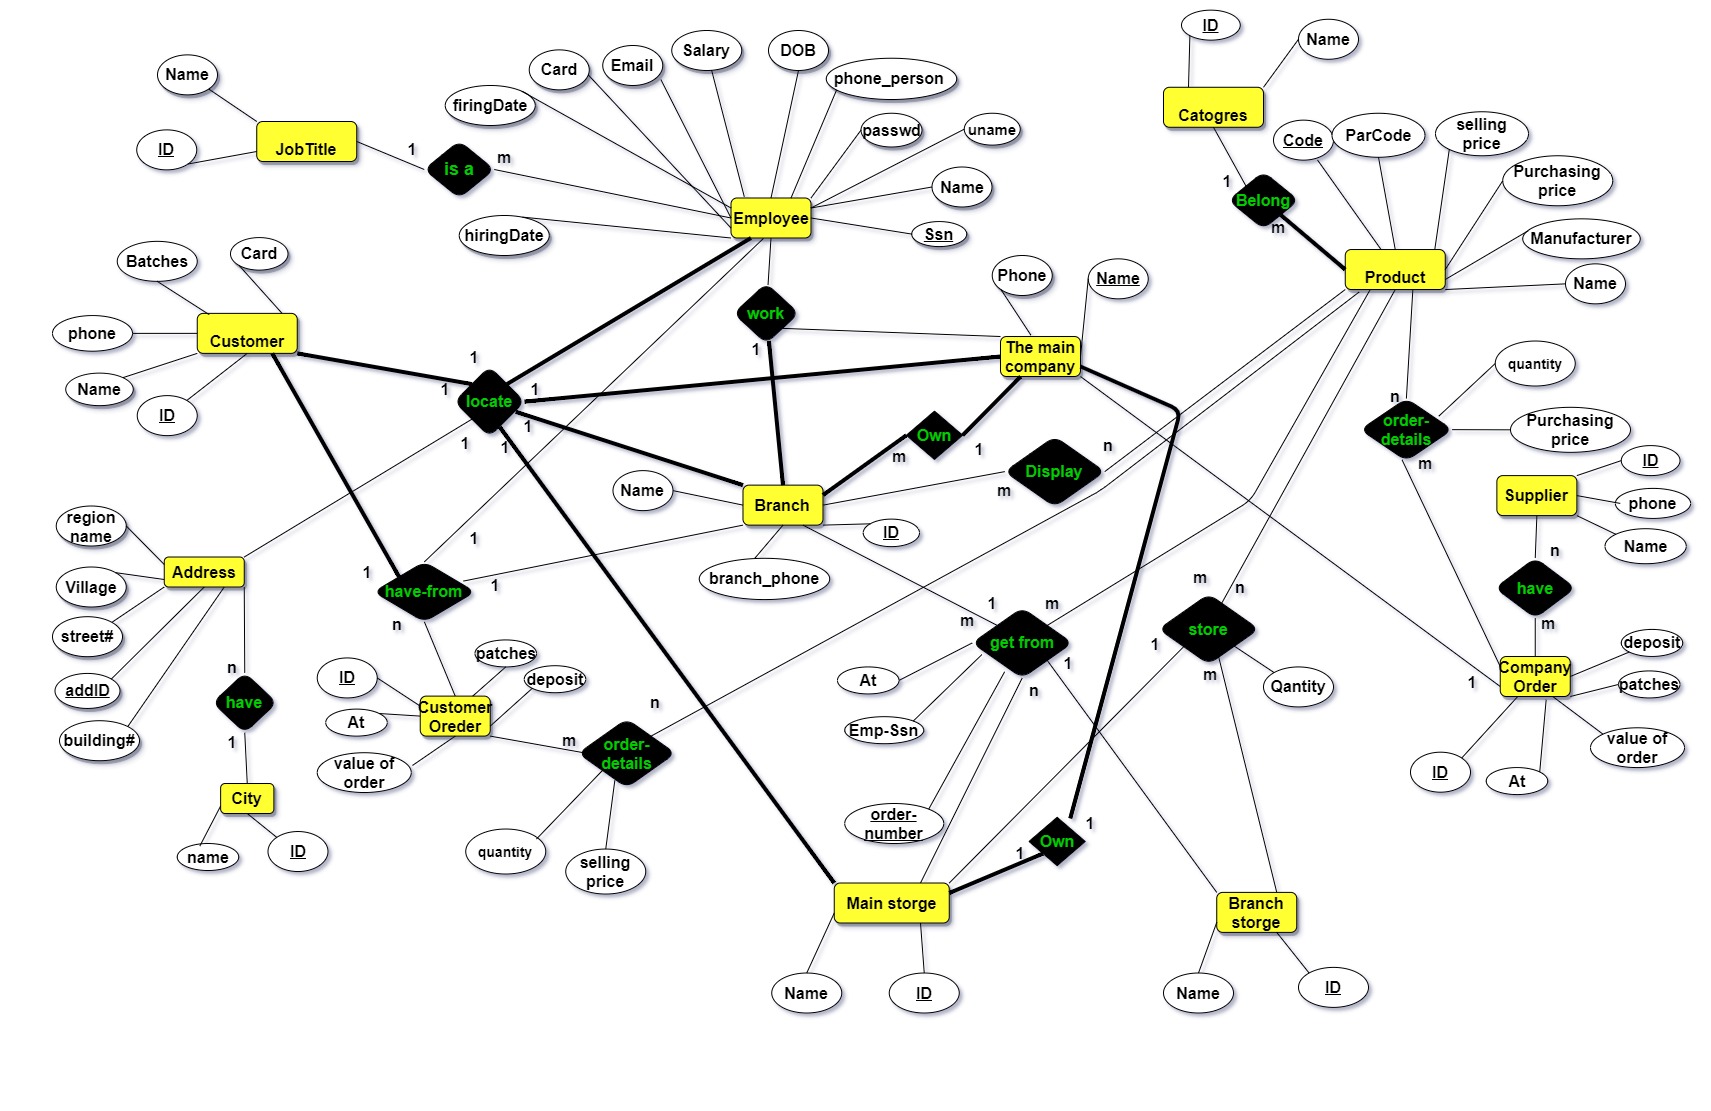 ID
Name
Salary
DOB
Email
Card
phone_person
Name
firingDate
Catogres
passwd
uname
Code
ParCode
selling
price
JobTitle
ID
1
m
is a
Name
Purchasing
price
1
Belong
m
Employee
Ssn
hiringDate
Manufacturer
Batches
Card
Phone
Name
Product
Name
work
phone
Customer
1
The main
company
1
quantity
Name
ID
1
1
locate
1
1
1
n
order-
details
m
Purchasing
price
Own
m
1
n
Display
m
Supplier
ID
phone
Name
Name
Branch
ID
branch_phone
region
name
Address
Village
street#
addID
building#
1
1
have-from
1
n
n
have
m
m
n
store
1
m
Qantity
1
m
m
get from
1
n
At
Emp-Ssn
order-
number
n
have
1
ID
At
value of
order
patches
deposit
Customer
Oreder
n
m
order-
details
quantity
selling
price
1
Company
Order
deposit
patches
value of
order
ID
At
City
name
ID
1
Own
1
Main storge
Name
ID
Branch
storge
Name
ID